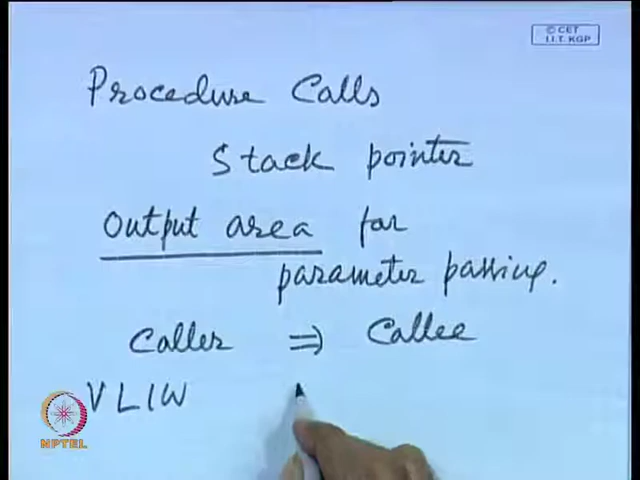 © CET
I.I.T. KGP
Procedure Calls
Stack pointer
Output area for
parameter passing.
Caller ⇒ Callee
VLIW
NPTEL